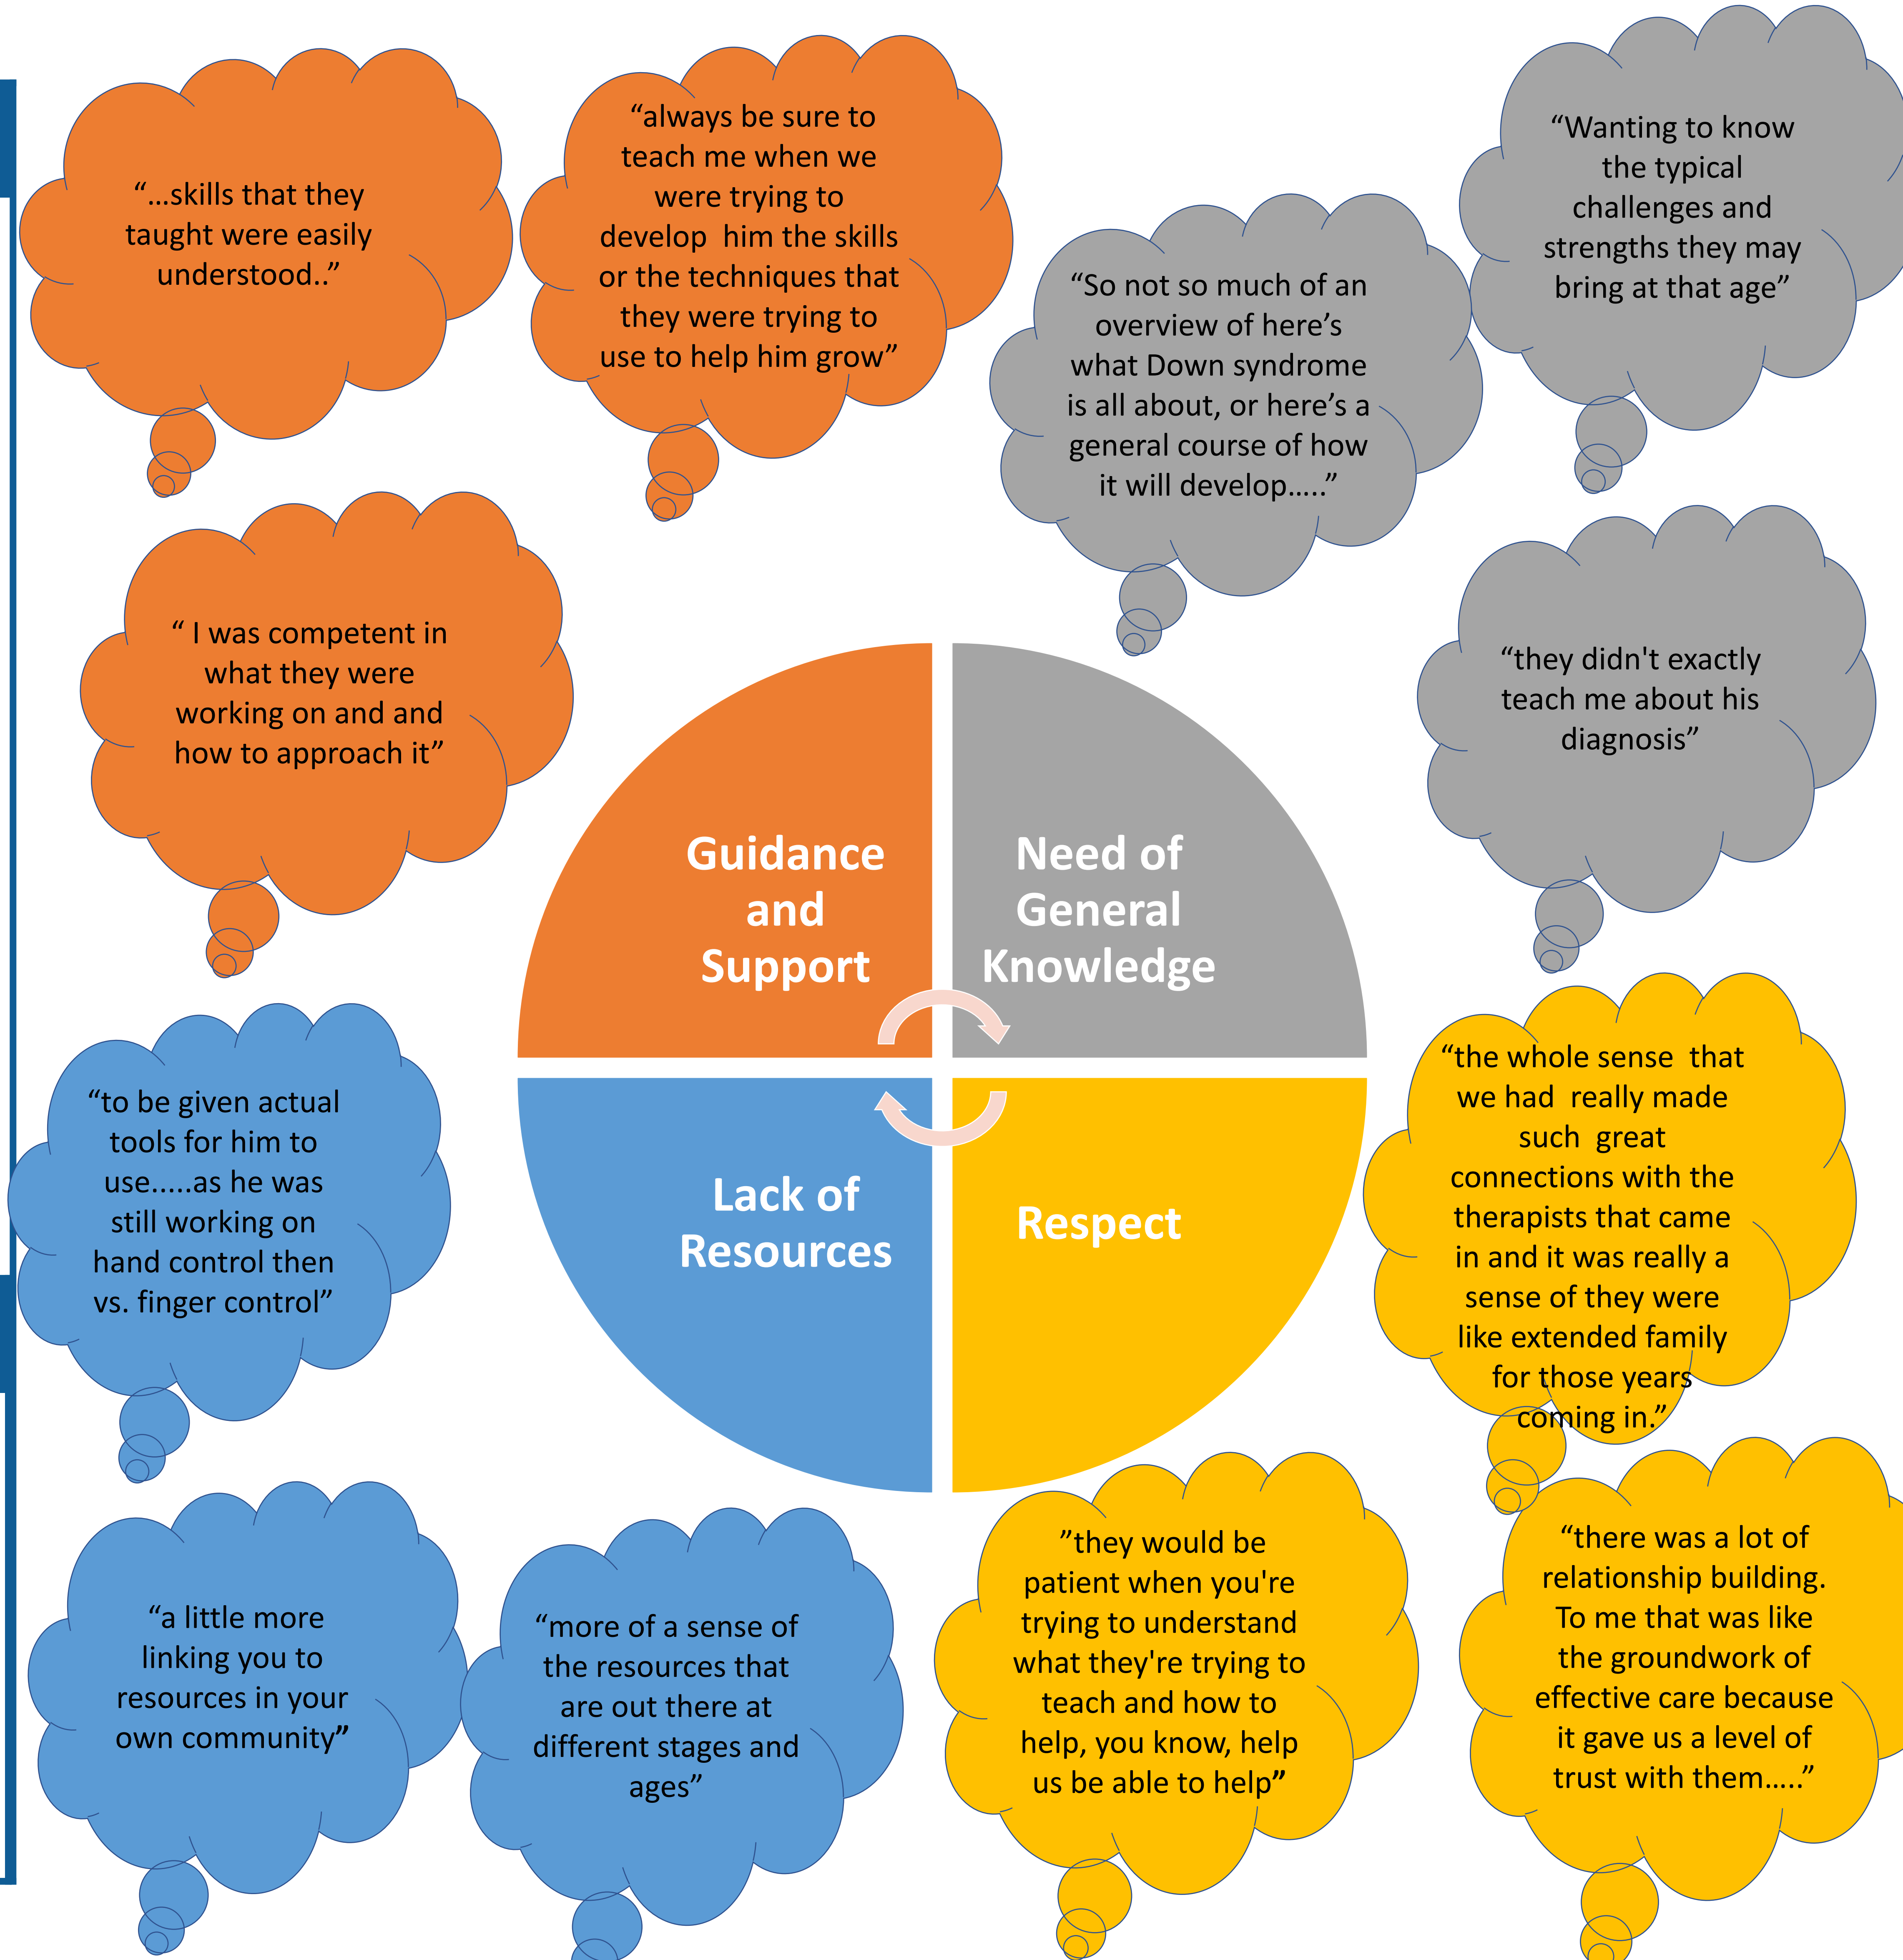 “...skills that they
taught were easily
understood..”
“always be sure to
teach me when we
were trying to
develop  him the skills
or the techniques that
they were trying to
use to help him grow”
“So not so much of an
overview of here’s
what Down syndrome
is all about, or here’s a
general course of how
it will develop…..”
“Wanting to know
the typical
challenges and
strengths they may
bring at that age”
“ I was competent in
what they were
working on and and
how to approach it”
“they didn't exactly
teach me about his
diagnosis”
Guidance
and
Support
Need of
General
Knowledge
Lack of
Resources
Respect
“to be given actual
tools for him to
use.....as he was
still working on
hand control then
vs. finger control”
“the whole sense  that
we had  really made
such  great
connections with the
therapists that came
in and it was really a
sense of they were
like extended family
for those years
coming in.”
“a little more
linking you to
resources in your
own community”
“more of a sense of
the resources that
are out there at
different stages and
ages”
”they would be
patient when you're
trying to understand
what they're trying to
teach and how to
help, you know, help
us be able to help”
“there was a lot of
relationship building.
To me that was like
the groundwork of
effective care because
it gave us a level of
trust with them…..”